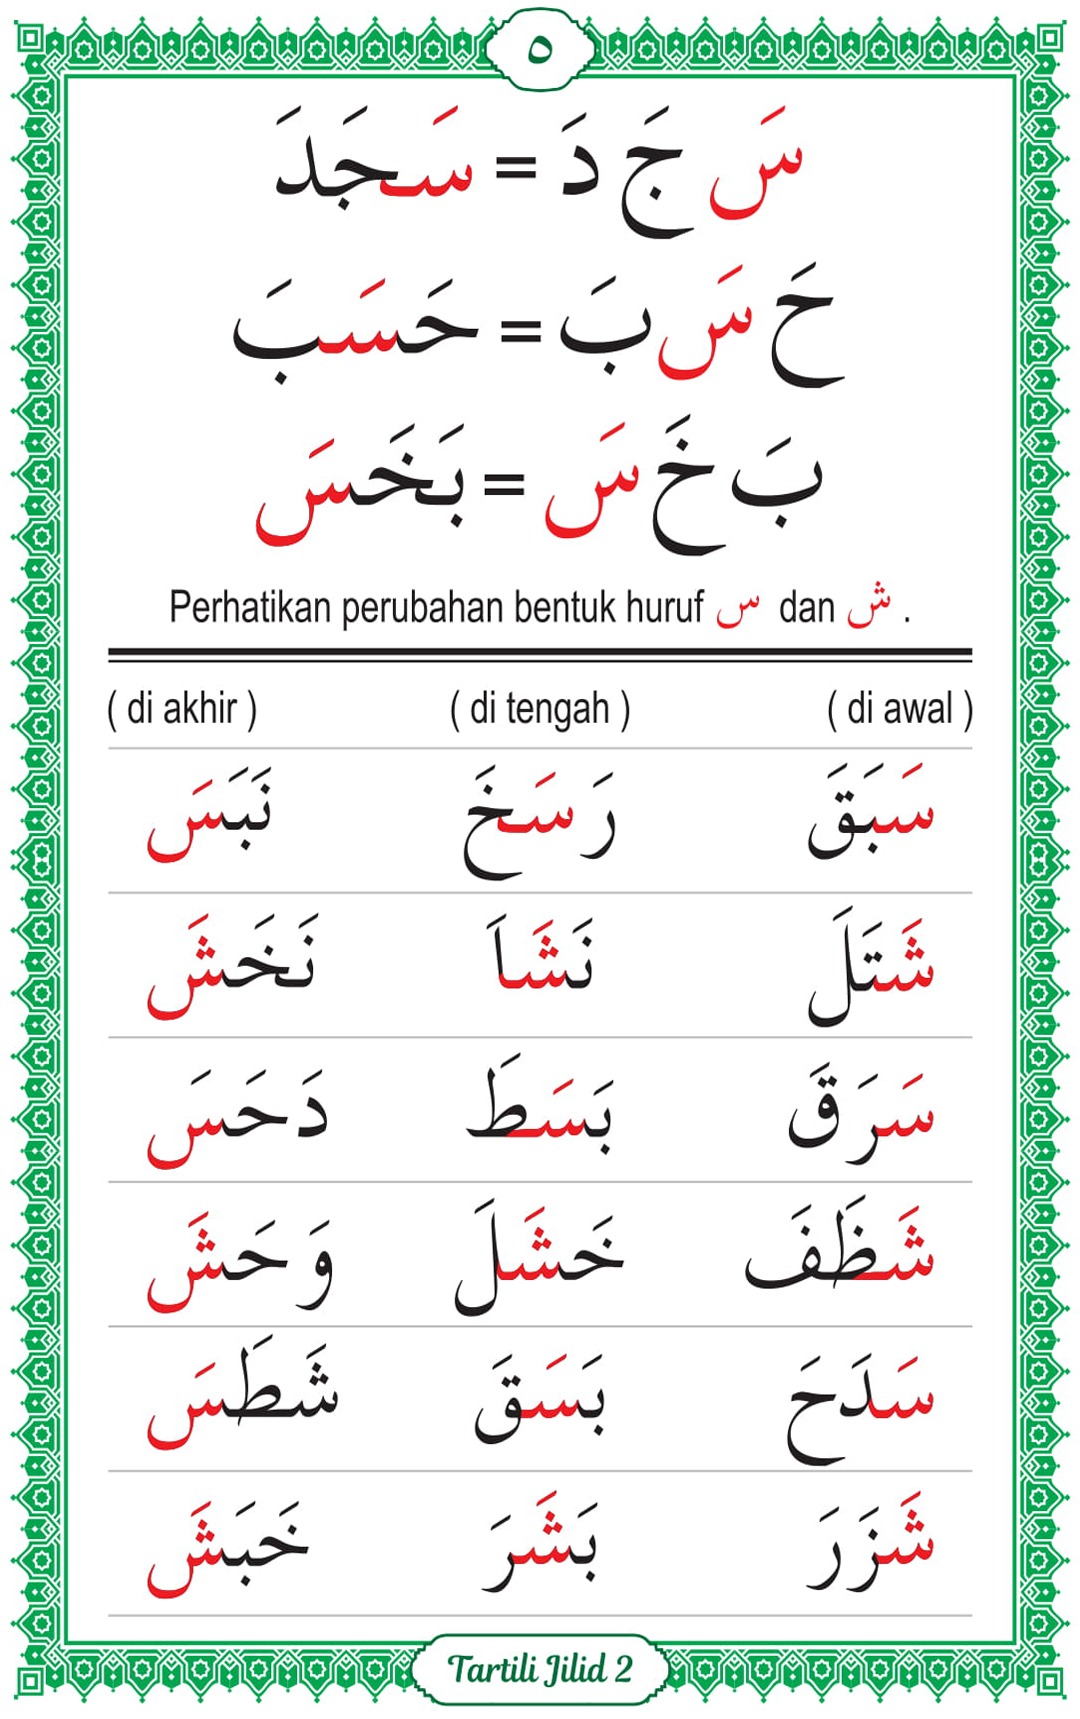 ٥
سَ جَ دَ = سَجَدَ
حَ سَ بَ = حَسَبَ
بَ خَ سَ = بَخَسَ
Perhatikan perubahan bentuk huruf س dan ش .
( di akhir ) ( di tengah ) ( di awal )
سَبَقَ رَسَخَ نَبَسَ
شَتَلَ نَشَاَ نَخَشَ
سَرَقَ بَسَطَ دَحَسَ
شَظَفَ خَشَلَ وَحَشَ
سَدَحَ بَسَقَ شَطَسَ
شَزَرَ بَشَرَ خَبَشَ
Tartili Jilid 2